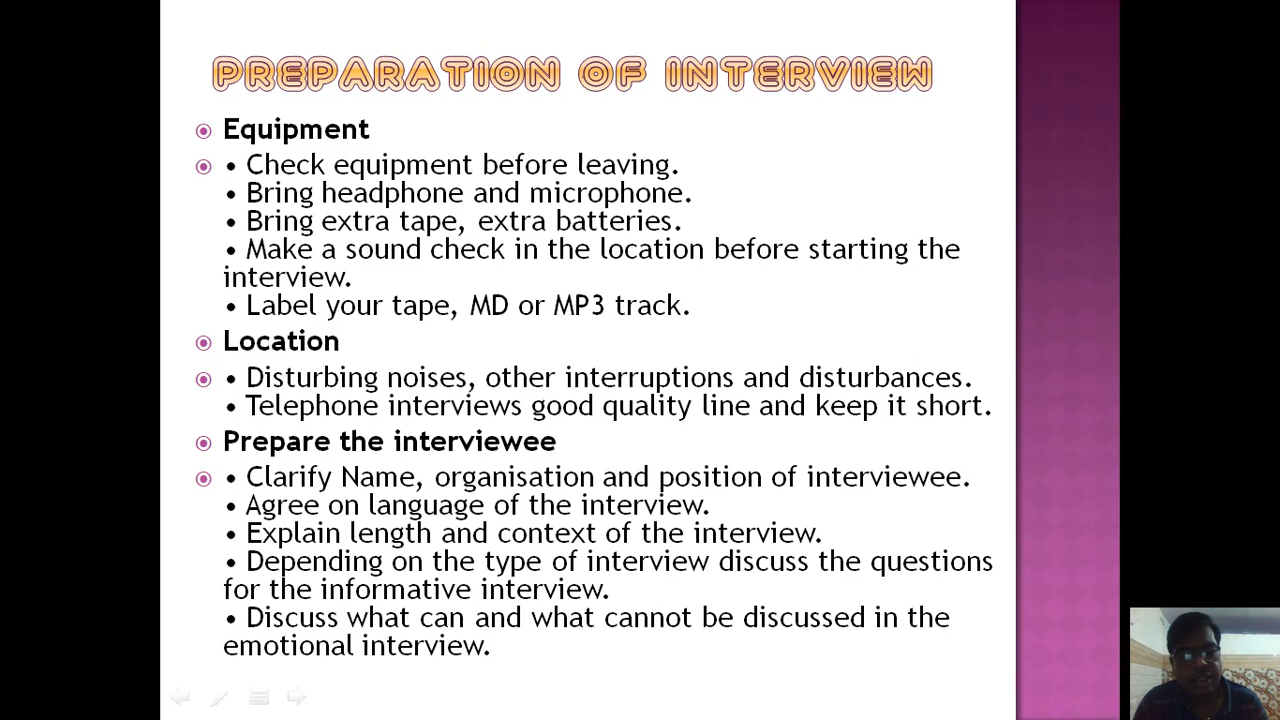 PREPARATION OF INTERVIEW
Equipment
• Check equipment before leaving.
• Bring headphone and microphone.
• Bring extra tape, extra batteries.
• Make a sound check in the location before starting the
interview.
• Label your tape, MD or MP3 track.
Location
• Disturbing noises, other interruptions and disturbances.
• Telephone interviews good quality line and keep it short.
Prepare the interviewee
• Clarify Name, organisation and position of interviewee.
• Agree on language of the interview.
• Explain length and context of the interview.
• Depending on the type of interview discuss the questions
for the informative interview.
• Discuss what can and what cannot be discussed in the
emotional interview.